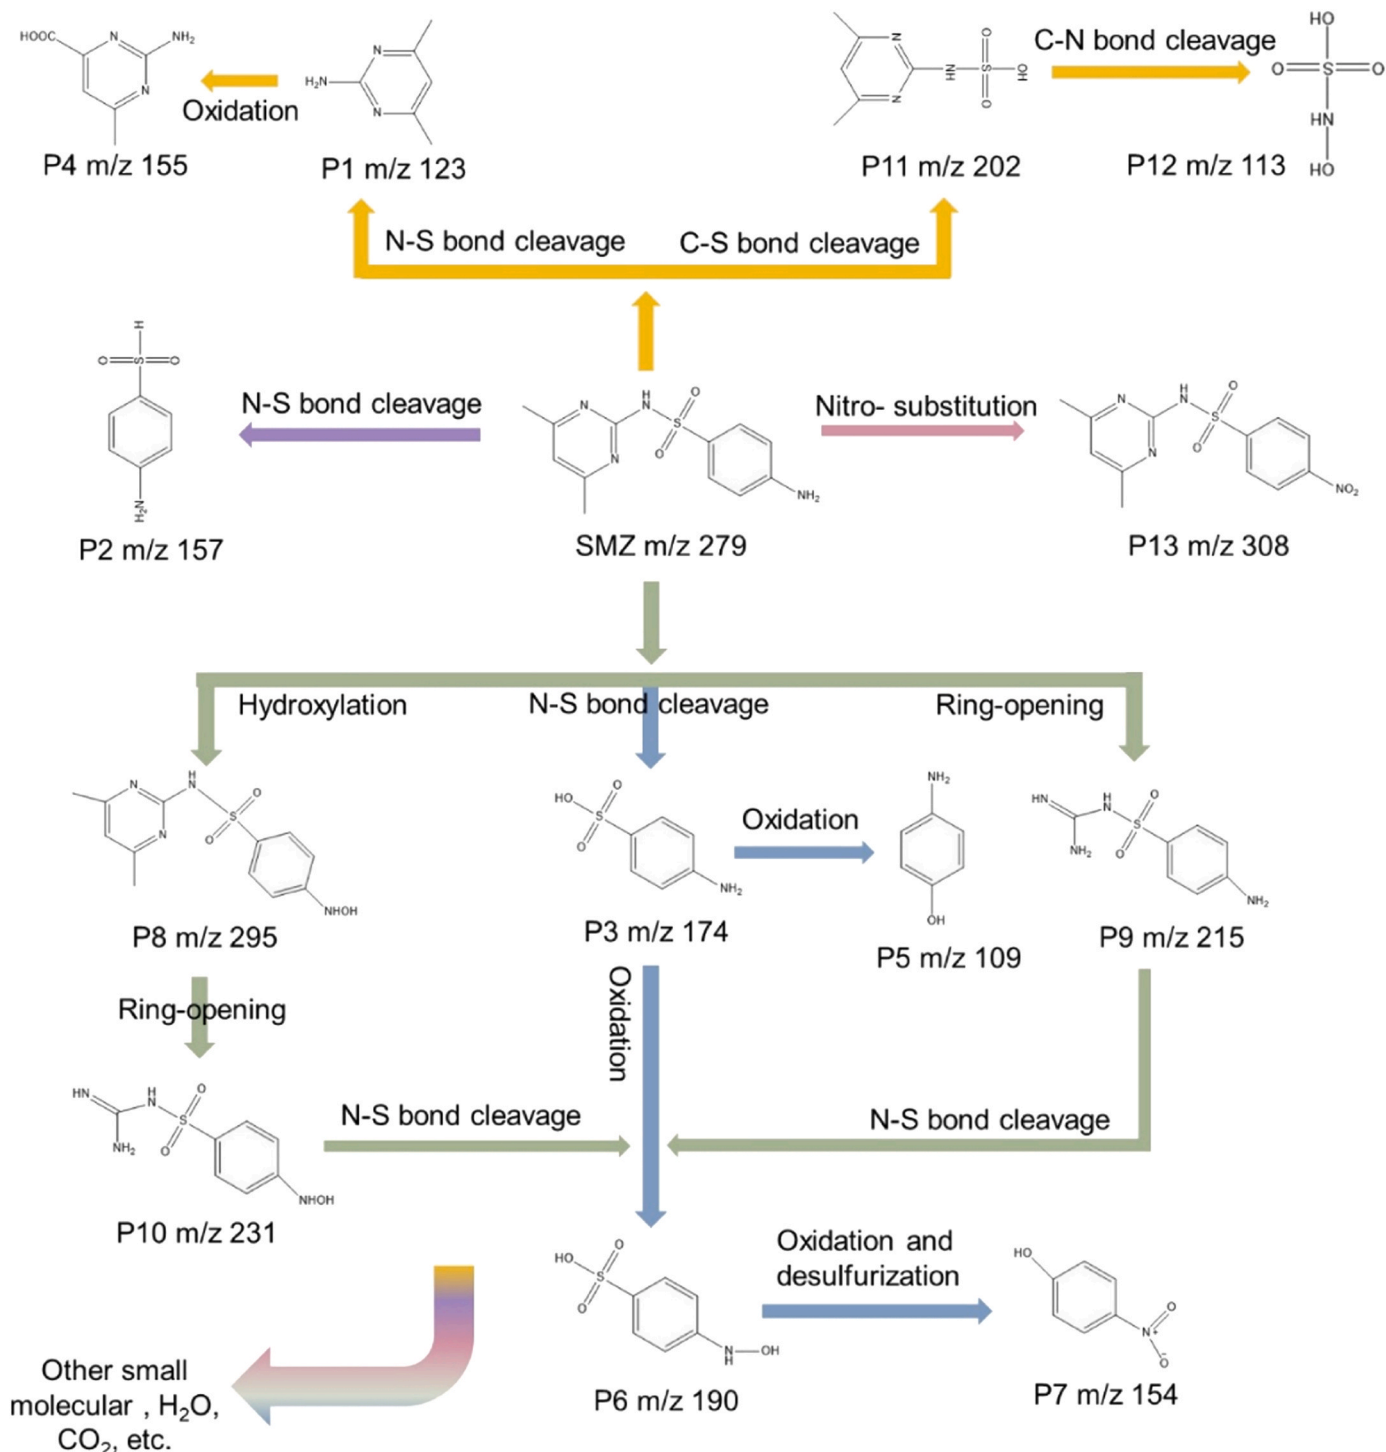 HOOC
N
NH₂
N
Oxidation
P4 m/z 155
N
H₂N
N
P1 m/z 123
N
N
NH
O
S
OH
O
P11 m/z 202
C-N bond cleavage
HO
O S O
HN
HO
P12 m/z 113
N-S bond cleavage
C-S bond cleavage
H
O S O
H₂N
P2 m/z 157
N-S bond cleavage
N
N
H
N
O
S
O
NH₂
SMZ m/z 279
Nitro- substitution
N
N
H
N
O
S
O
NO₂
P13 m/z 308
Hydroxylation
N-S bond cleavage
Ring-opening
N
N
H
N
O
S
O
NHOH
P8 m/z 295
HO
O
S
O
NH₂
P3 m/z 174
Oxidation
NH₂
OH
P5 m/z 109
HN
H
N
O
S
NH₂
O
NH₂
P9 m/z 215
Ring-opening
Oxidation
HN
H
N
O
S
NH₂
O
NHOH
P10 m/z 231
N-S bond cleavage
N-S bond cleavage
HO
O
S
O
N
H
OH
P6 m/z 190
Oxidation and
desulfurization
HO
O
N⁺
O⁻
P7 m/z 154
Other small
molecular , H₂O,
CO₂, etc.